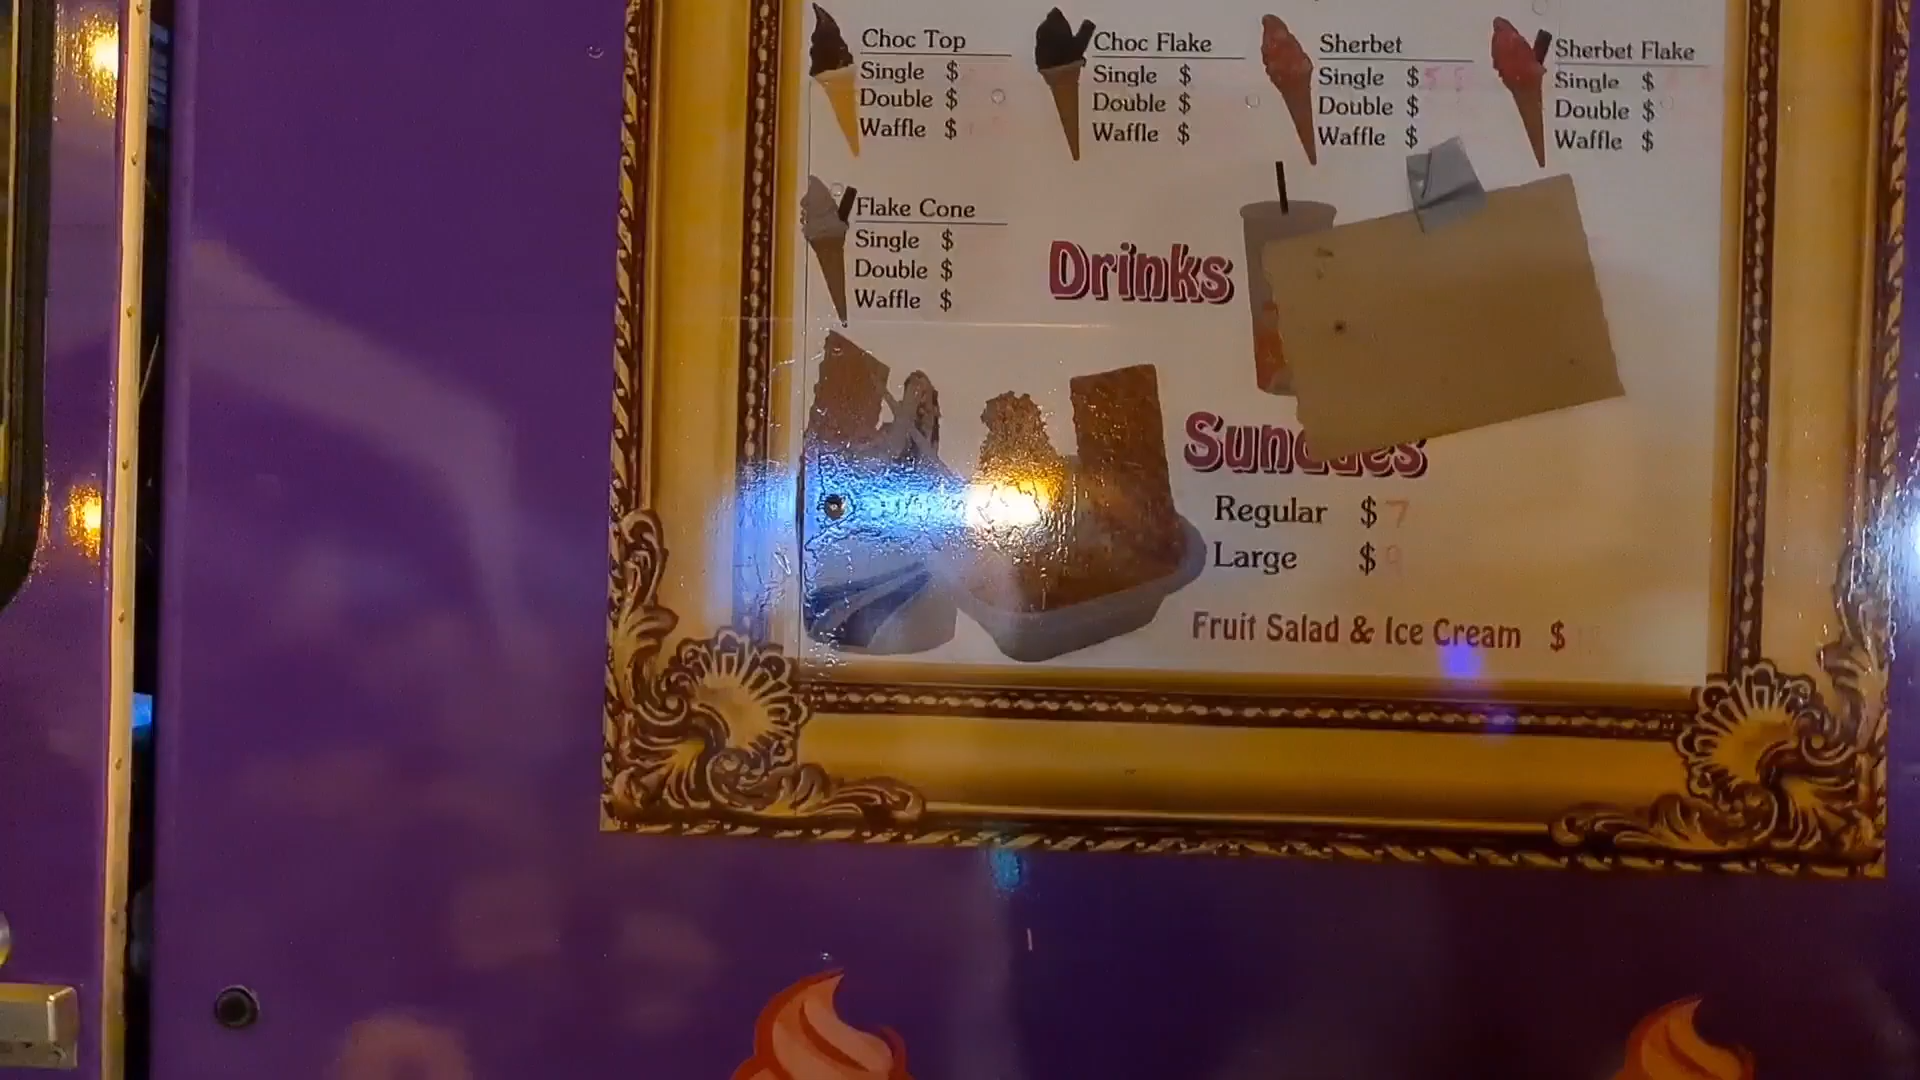 Choc Top
Single $
Double $
Waffle $
Choc Flake
Single $
Double $
Waffle $
Sherbet
Single $
Double $
Waffle $
Sherbet Flake
Single $
Double $
Waffle $
Flake Cone
Single $
Double $
Waffle $
Drinks
Sundaes
Regular $7
Large $
Fruit Salad & Ice Cream $